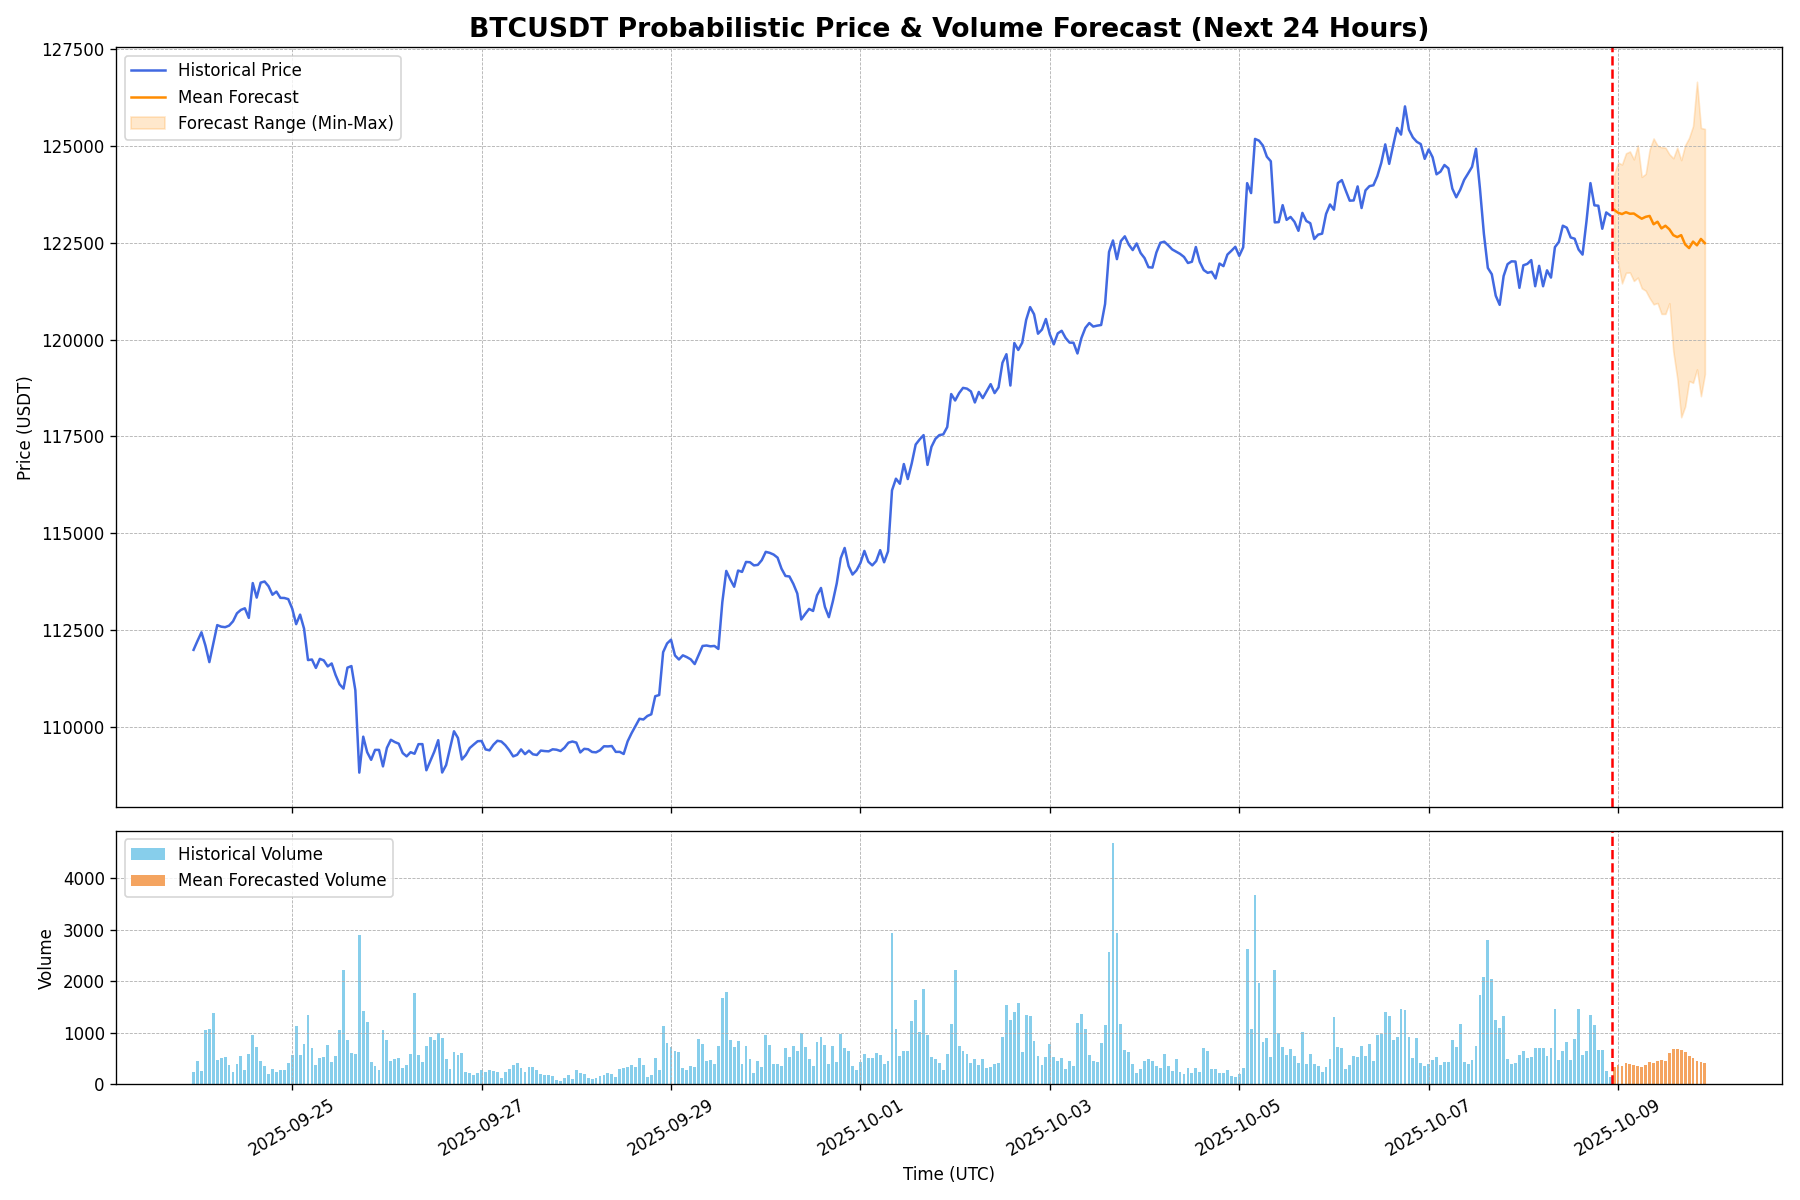 BTCUSDT Probabilistic Price & Volume Forecast (Next 24 Hours)
127500
125000
122500
120000
117500
115000
112500
110000
Price (USDT)
Historical Price
Mean Forecast
Forecast Range (Min-Max)
4000
3000
2000
1000
0
Volume
Historical Volume
Mean Forecasted Volume
2025-09-25
2025-09-27
2025-09-29
2025-10-01
2025-10-03
2025-10-05
2025-10-07
2025-10-09
Time (UTC)